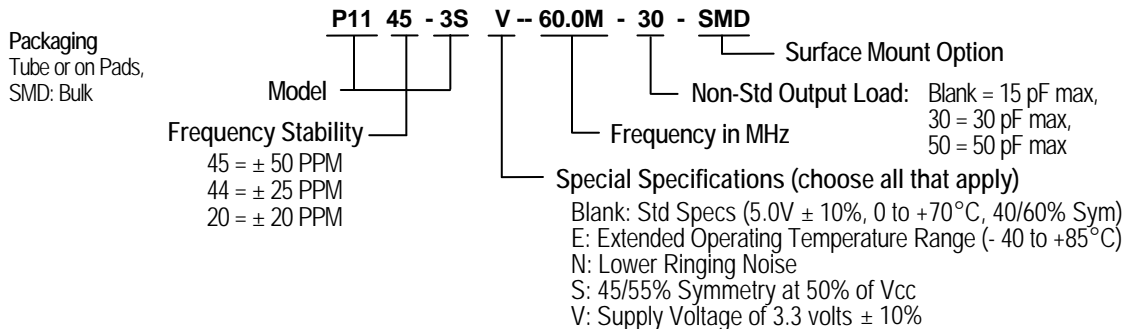 P11 45 - 3S V -- 60.0M - 30 - SMD
Packaging
Tube or on Pads,
SMD: Bulk
Surface Mount Option
Model
Non-Std Output Load: Blank = 15 pF max,
30 = 30 pF max,
50 = 50 pF max
Frequency Stability
45 = ± 50 PPM
44 = ± 25 PPM
20 = ± 20 PPM
Frequency in MHz
Special Specifications (choose all that apply)
Blank: Std Specs (5.0V ± 10%, 0 to +70°C, 40/60% Sym)
E: Extended Operating Temperature Range (- 40 to +85°C)
N: Lower Ringing Noise
S: 45/55% Symmetry at 50% of Vcc
V: Supply Voltage of 3.3 volts ± 10%